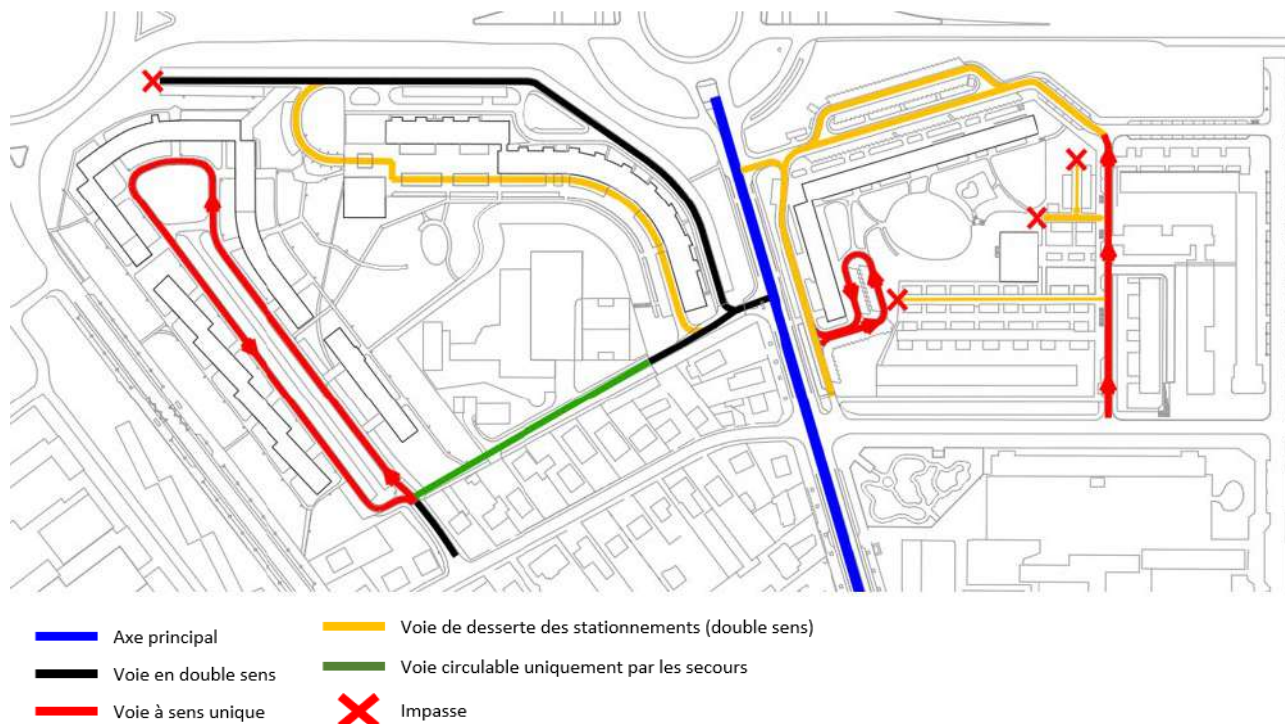 Axe principal
Voie en double sens
Voie à sens unique
Voie de desserte des stationnements (double sens)
Voie circulable uniquement par les secours
Impasse